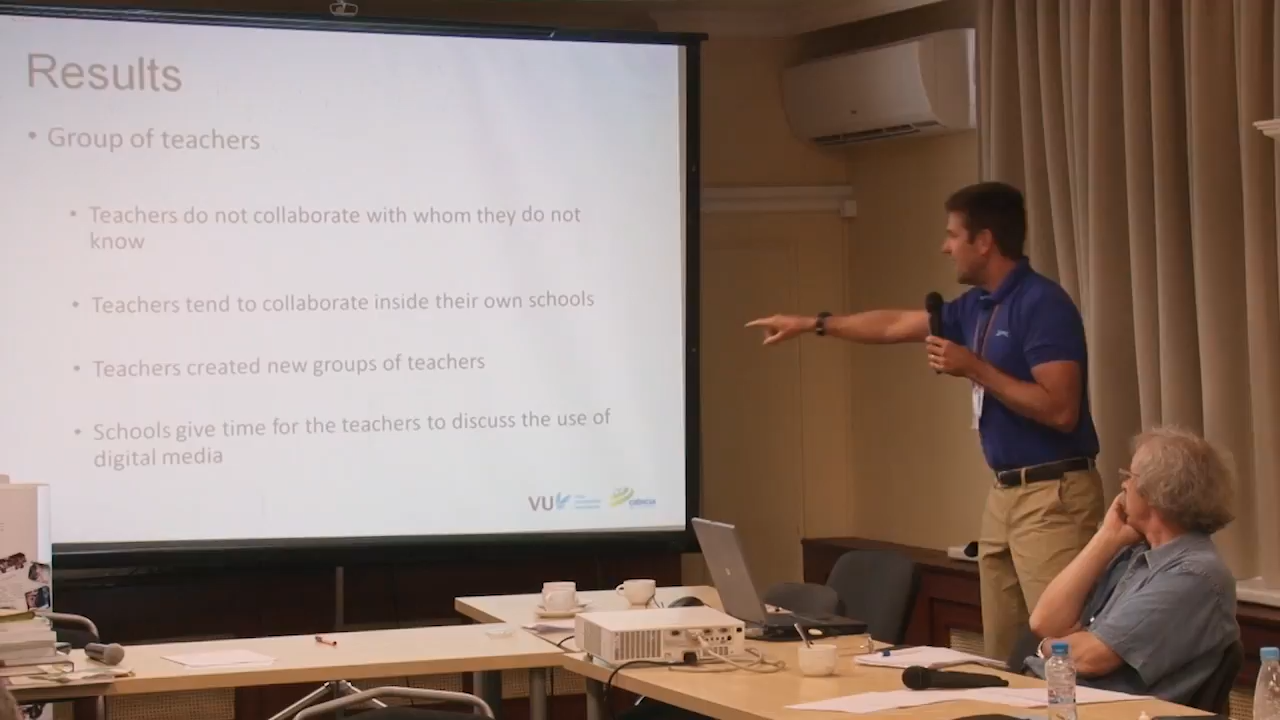 Results
• Group of teachers
• Teachers do not collaborate with whom they do not
know
• Teachers tend to collaborate inside their own schools
• Teachers created new groups of teachers
• Schools give time for the teachers to discuss the use of
digital media
VU
CIÊNCIA